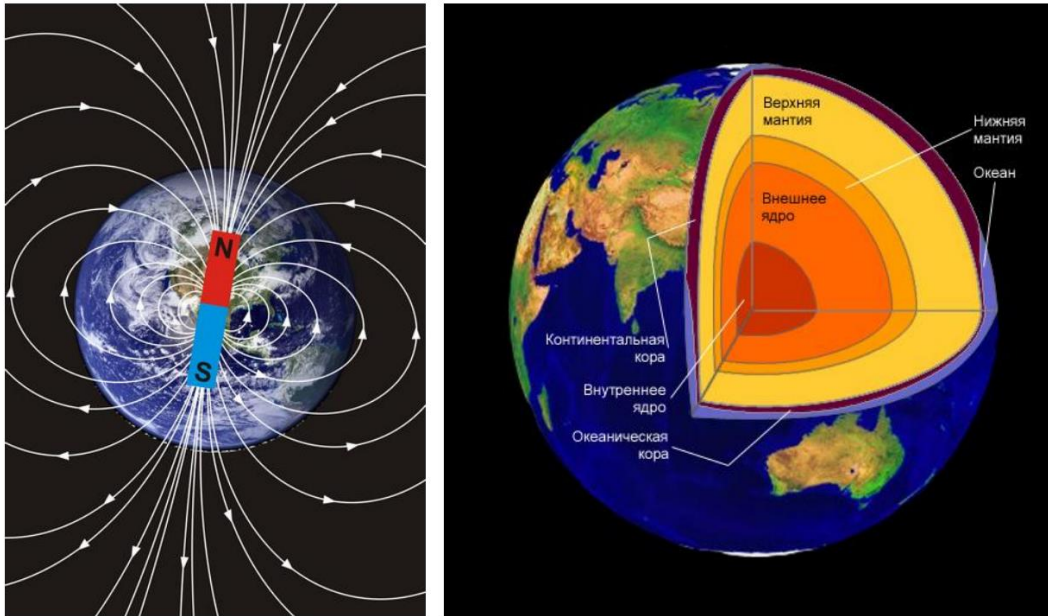 N
S
Верхняя
мантия
Нижняя
мантия
Океан
Внешнее
ядро
Континентальная
кора
Внутреннее
ядро
Океаническая
кора